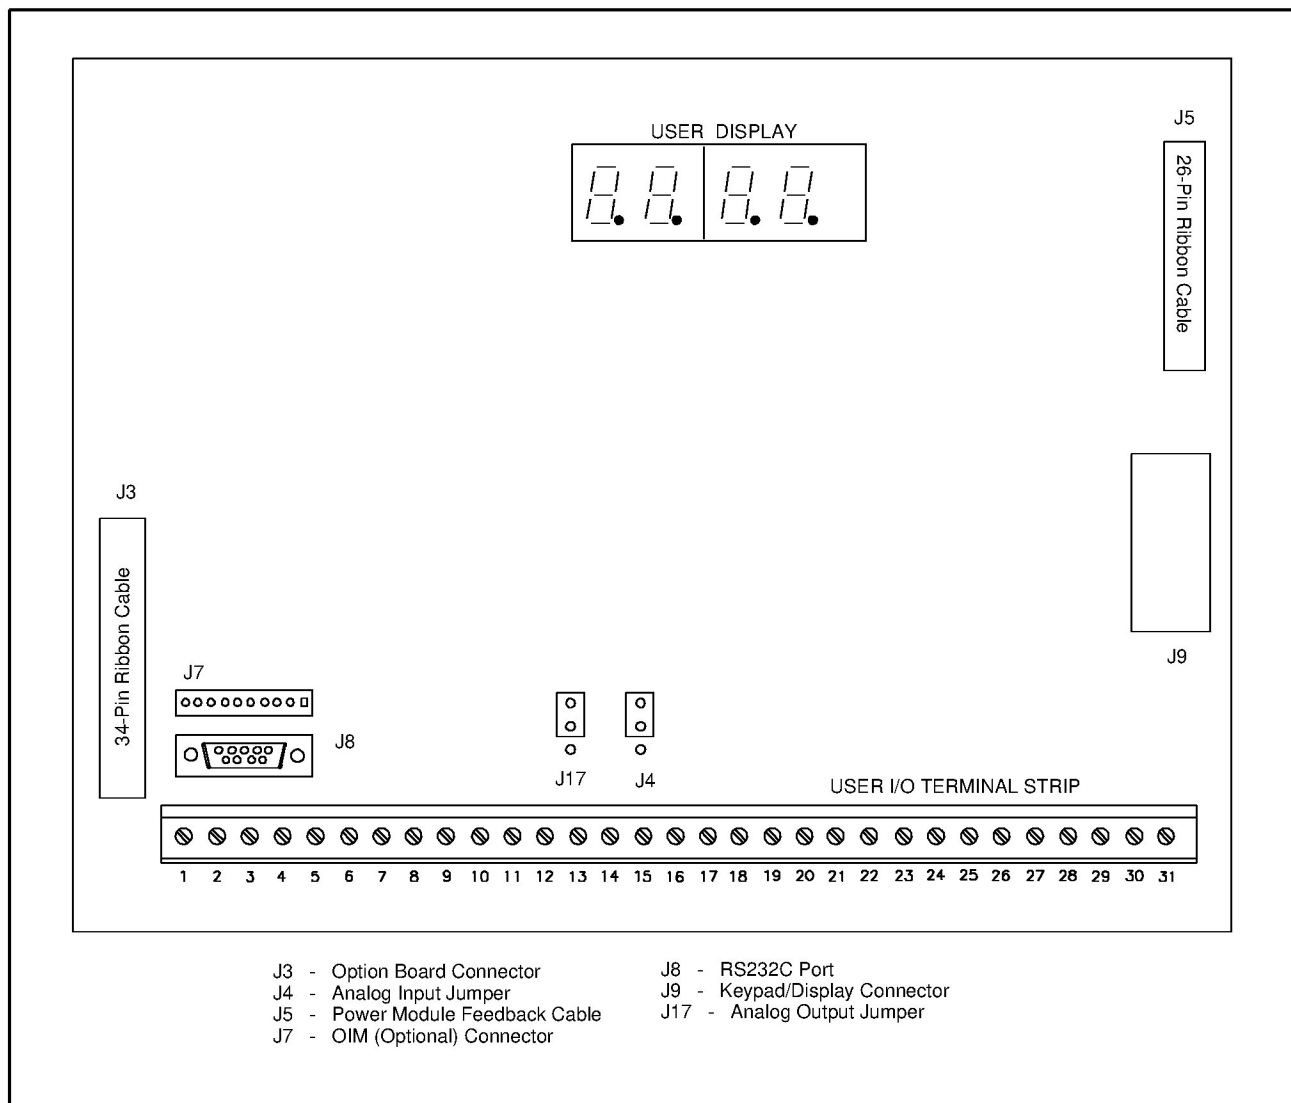 USER DISPLAY
J5
26-Pin Ribbon Cable
J3
34-Pin Ribbon Cable
J9
J7
J8
J17
J4
USER I/O TERMINAL STRIP
1 2 3 4 5 6 7 8 9 10 11 12 13 14 15 16 17 18 19 20 21 22 23 24 25 26 27 28 29 30 31
J3 - Option Board Connector
J4 - Analog Input Jumper
J5 - Power Module Feedback Cable
J7 - OIM (Optional) Connector
J8 - RS232C Port
J9 - Keypad/Display Connector
J17 - Analog Output Jumper